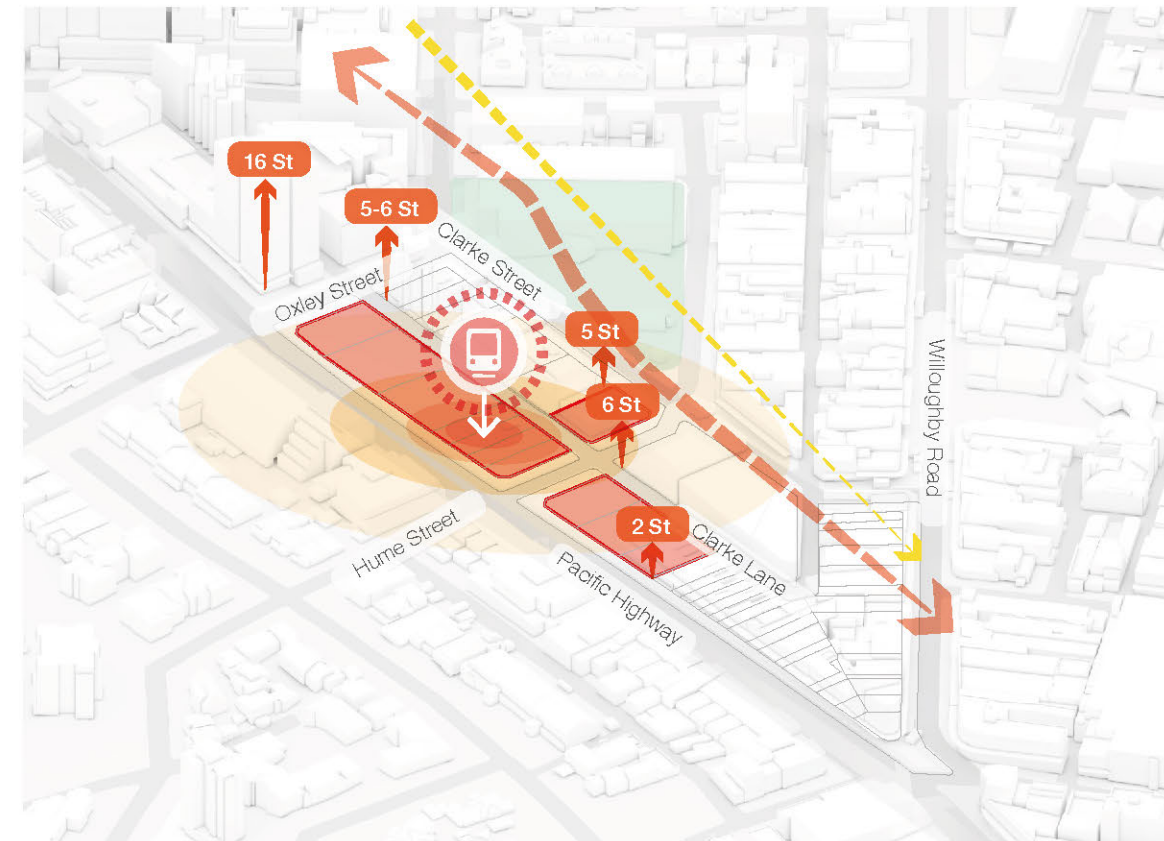 16 St
5-6 St
Clarke Street
Oxley Street
5 St
6 St
Willoughby Road
2 St
Clarke Lane
Hume Street
Pacific Highway